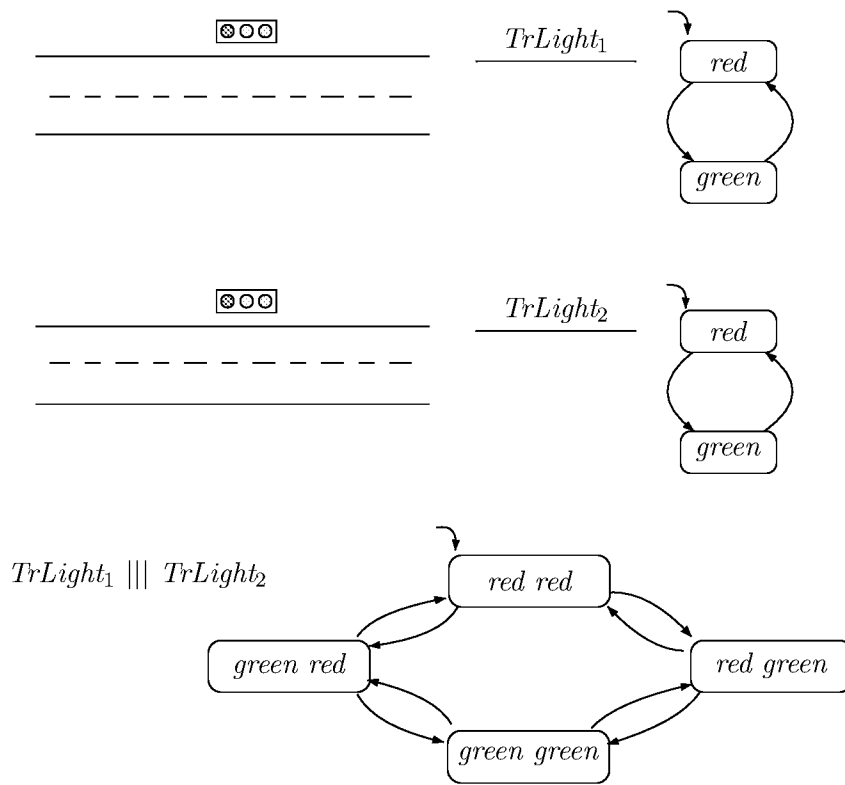 TrLight₁
red
green
TrLight₂
red
green
TrLight₁ ||| TrLight₂
red red
green red
red green
green green